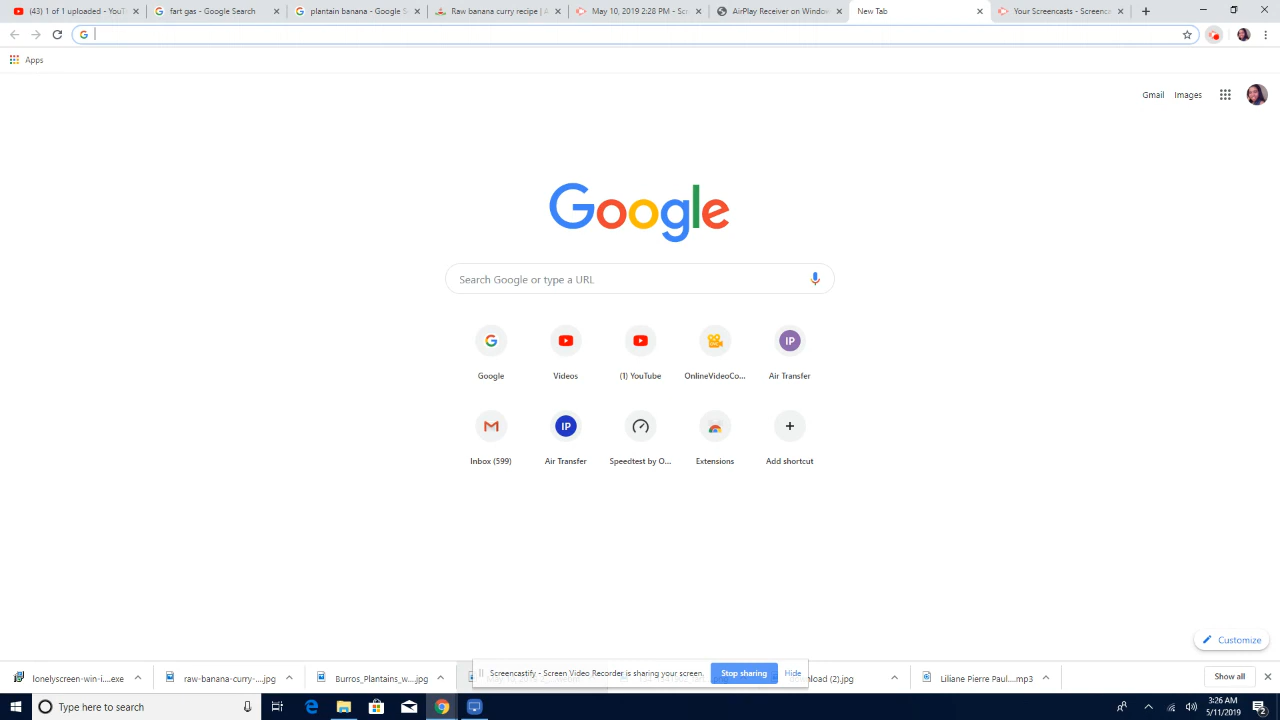 (43) 1 of 1 uploaded - YouT
fart gas - Google Search
plantain banana - Google S
Raw banana curry recipe | A
May 10, 2019 2:28 PM - Scr
AirPlay Receiver on Window
New Tab
Your Screencasts - Screenc
Apps
Gmail
Images
Google
Search Google or type a URL
Google
Videos
(1) YouTube
OnlineVideoCo...
IP
Air Transfer
Inbox (599)
IP
Air Transfer
Speedtest by O...
Extensions
Add shortcut
Customize
lonelyscreen-win-i....exe
raw-banana-curry-....jpg
Burros_Plantains_w....jpg
Screencastify - Screen Video Recorder is sharing your screen.
Stop sharing
Hide
(2).jpg
Liliane Pierre Paul....mp3
Show all
Type here to search
3:26 AM
5/11/2019
2